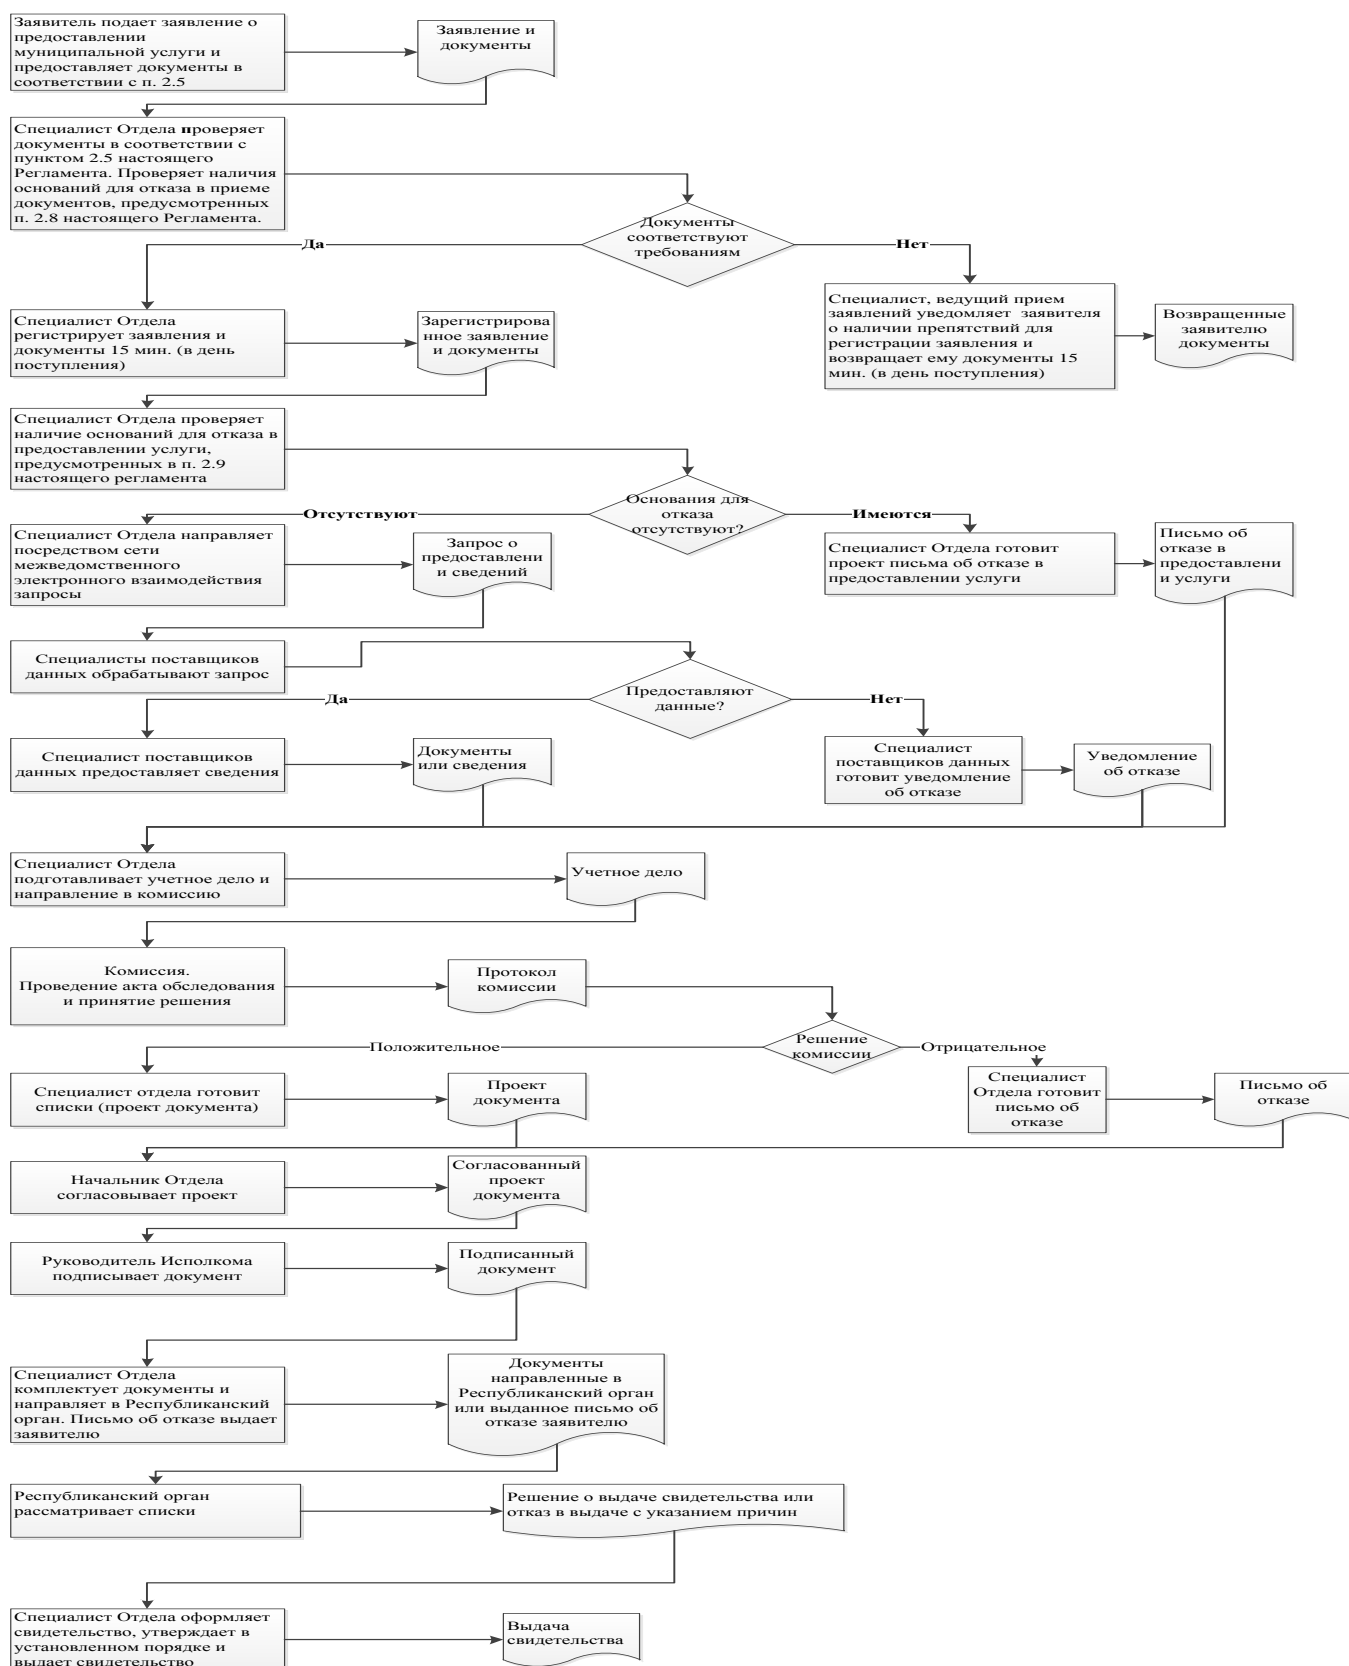 Заявитель подает заявление о
предоставлении
муниципальной услуги и
предоставляет документы в
соответствии с п. 2.5
Заявление и
документы
Специалист Отдела проверяет
документы в соответствии с
пунктом 2.5 настоящего
Регламента. Проверяет наличия
оснований для отказа в приеме
документов, предусмотренных
п. 2.8 настоящего Регламента.
Документы
соответствуют
требованиям
Да
Нет
Специалист Отдела
регистрирует заявления и
документы 15 мин. (в день
поступления)
Зарегистрирова
нное заявление
и документы
Специалист, ведущий прием
заявлений уведомляет заявителя
о наличии препятствий для
регистрации заявления и
возвращает ему документы 15
мин. (в день поступления)
Возвращенные
заявителю
документы
Специалист Отдела проверяет
наличие оснований для отказа в
предоставлении услуги,
предусмотренных в п. 2.9
настоящего регламента
Основания для
отказа
отсутствуют?
Отсутствуют
Имеются
Специалист Отдела направляет
посредством сети
межведомственного
электронного взаимодействия
запросы
Запрос о
предоставлени
и сведений
Специалист Отдела готовит
проект письма об отказе в
предоставлении услуги
Письмо об
отказе в
предоставлени
и услуги
Специалисты поставщиков
данных обрабатывают запрос
Предоставляют
данные?
Да
Нет
Специалист поставщиков
данных предоставляет сведения
Документы
или сведения
Специалист
поставщиков данных
готовит уведомление
об отказе
Уведомление
об отказе
Специалист Отдела
подготавливает учетное дело и
направление в комиссию
Учетное дело
Комиссия.
Проведение акта обследования
и принятие решения
Протокол
комиссии
Решение
комиссии
Положительное
Отрицательное
Специалист отдела готовит
списки (проект документа)
Проект
документа
Специалист
Отдела готовит
письмо об
отказе
Письмо об
отказе
Начальник Отдела
согласовывает проект
Согласованный
проект
документа
Руководитель Исполкома
подписывает документ
Подписанный
документ
Специалист Отдела
комплектует документы и
направляет в Республиканский
орган. Письмо об отказе выдает
заявителю
Документы
направленные в
Республиканский орган
или выданное письмо об
отказе заявителю
Республиканский орган
рассматривает списки
Решение о выдаче свидетельства или
отказ в выдаче с указанием причин
Специалист Отдела оформляет
свидетельство, утверждает в
установленном порядке и
выдает свидетельство
Выдача
свидетельства